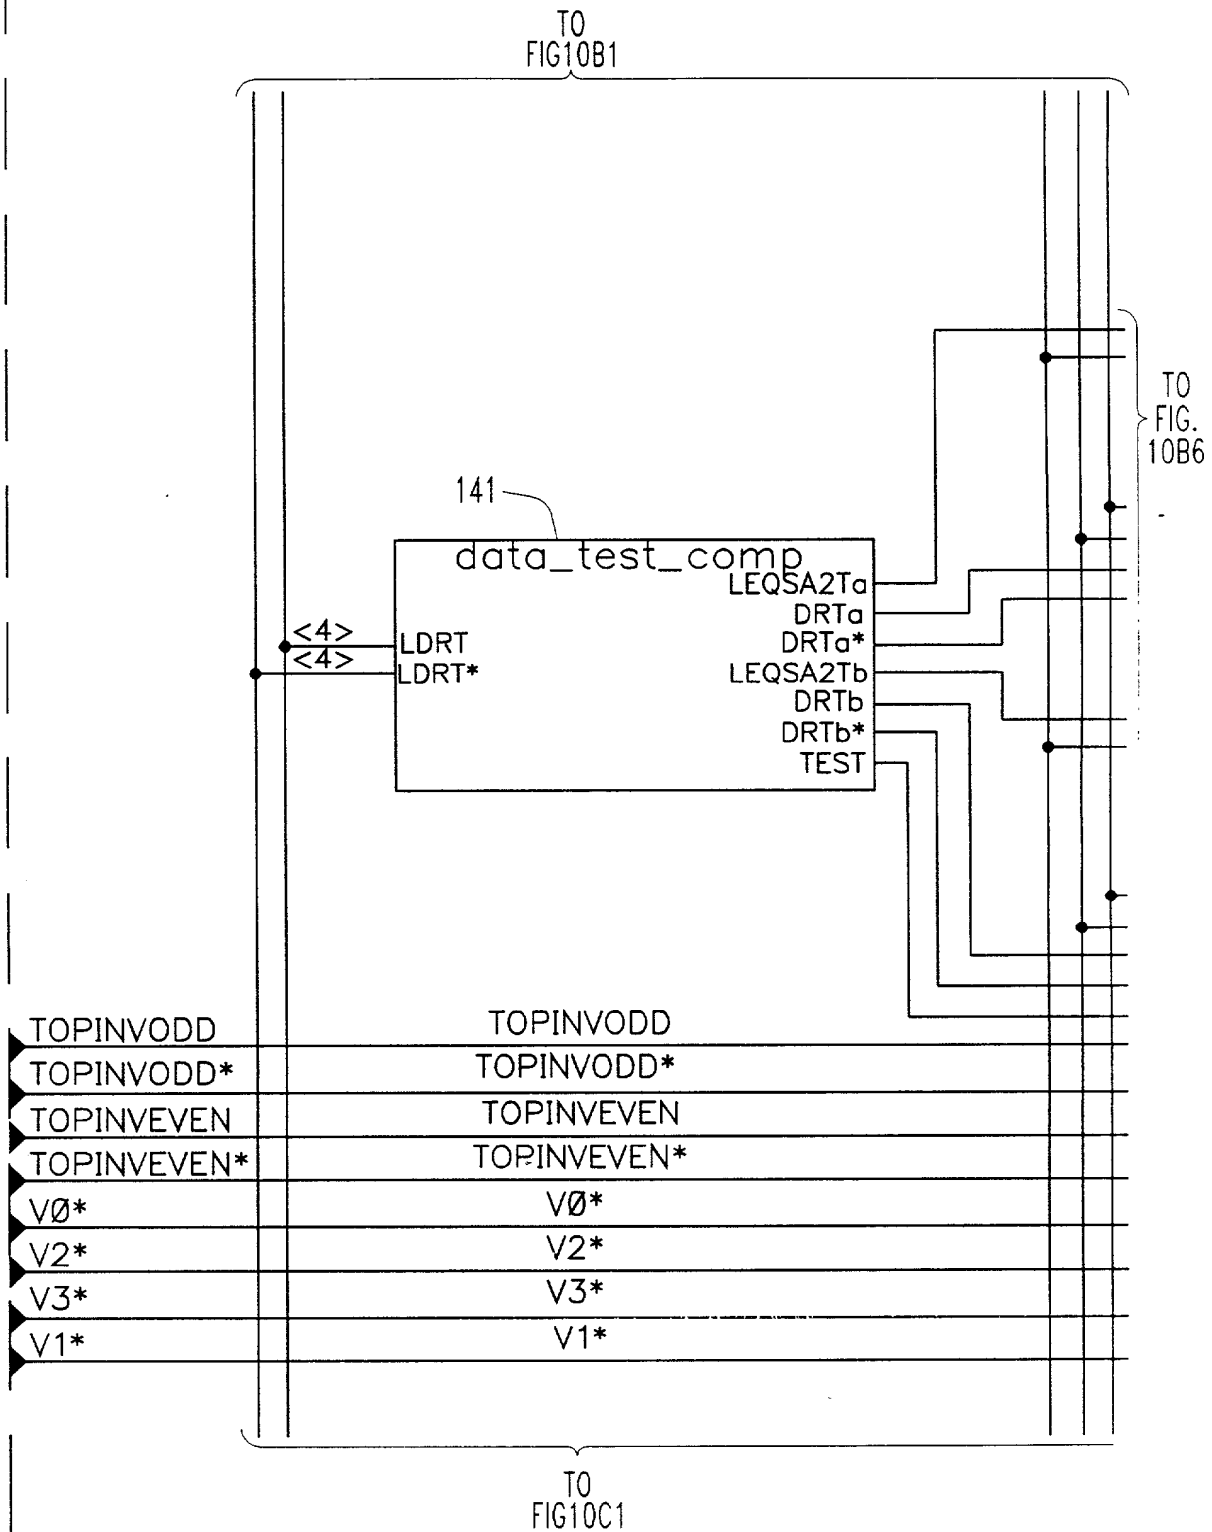 TO
FIG10B1
TO
FIG.
10B6
141
data_test_comp
LEQSA2Ta
DRTa
<4>
LDRT
DRTa*
<4>
LDRT*
LEQSA2Tb
DRTb
DRTb*
TEST
TOPINVODD
TOPINVODD
TOPINVODD*
TOPINVODD*
TOPINVEVEN
TOPINVEVEN
TOPINVEVEN*
TOPINVEVEN*
VØ*
VØ*
V2*
V2*
V3*
V3*
V1*
V1*
TO
FIG10C1